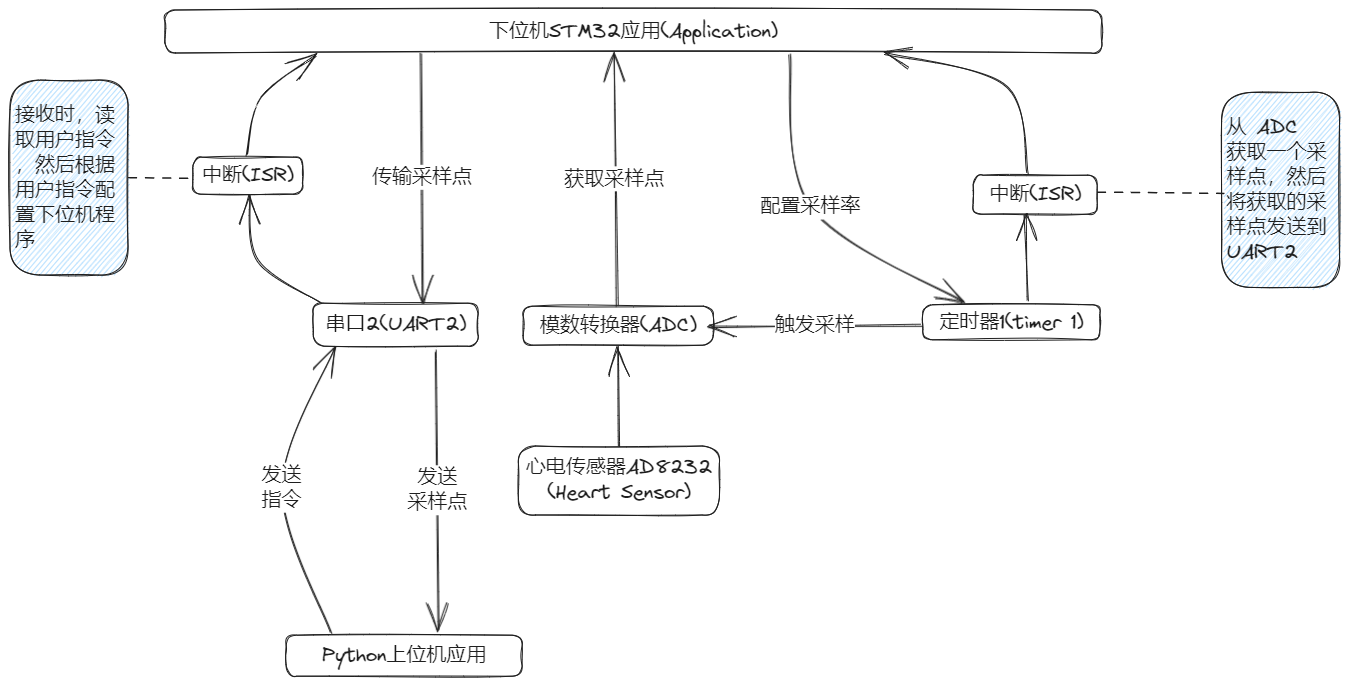 下位机STM32应用(Application)
接收时，读
取用户指令
，然后根据
用户指令配
置下位机程
序
中断(ISR)
传输采样点
获取采样点
配置采样率
中断(ISR)
从 ADC
获取一个采
样点，然后
将获取的采
样点发送到
UART2
串口2(UART2)
模数转换器(ADC)
触发采样
定时器1(timer 1)
心电传感器AD8232
(Heart Sensor)
发送
指令
发送
采样点
Python上位机应用